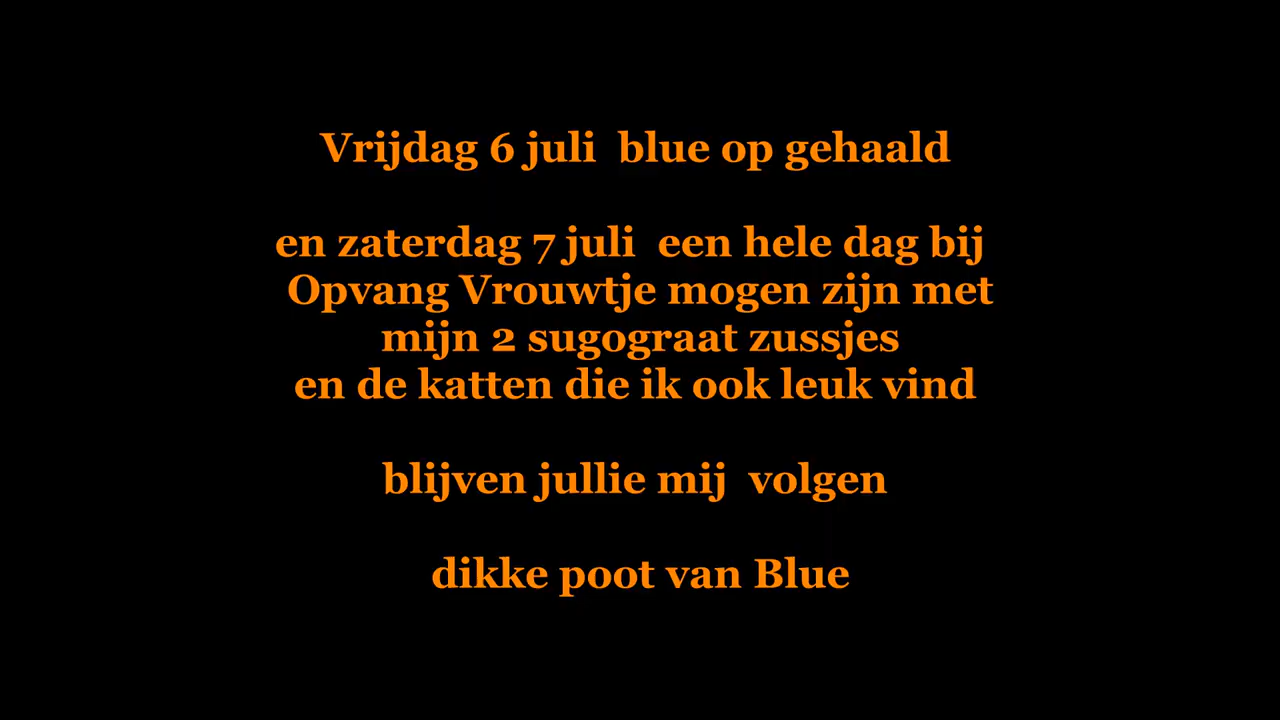 Vrijdag 6 juli  blue op gehaald
en zaterdag 7 juli  een hele dag bij
Opvang Vrouwtje mogen zijn met
mijn 2 sugograat zussjes
en de katten die ik ook leuk vind
blijven jullie mij  volgen
dikke poot van Blue